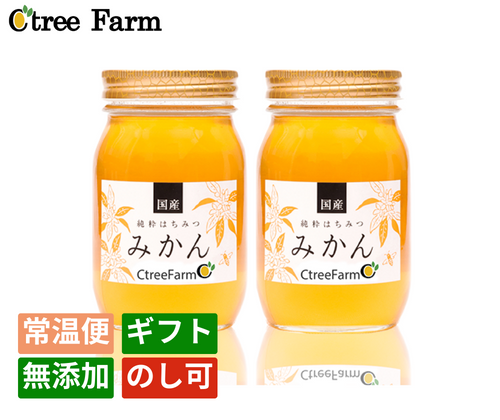 Ctree Farm
国産
純粋はちみつ
みかん
CtreeFarm
国産
純粋はちみつ
みかん
CtreeFarm
常温便
ギフト
無添加
のし可